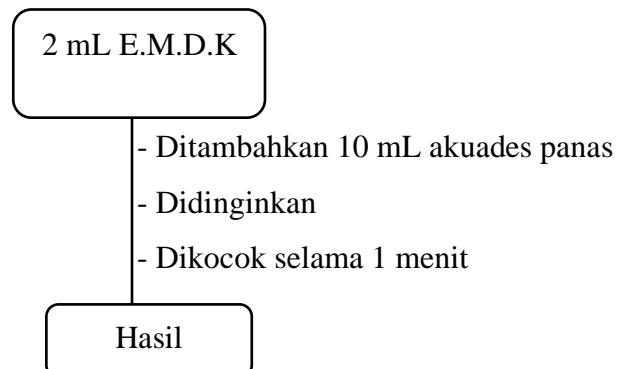 2 mL E.M.D.K
- Ditambahkan 10 mL akuades panas
- Didinginkan
- Dikocok selama 1 menit
Hasil